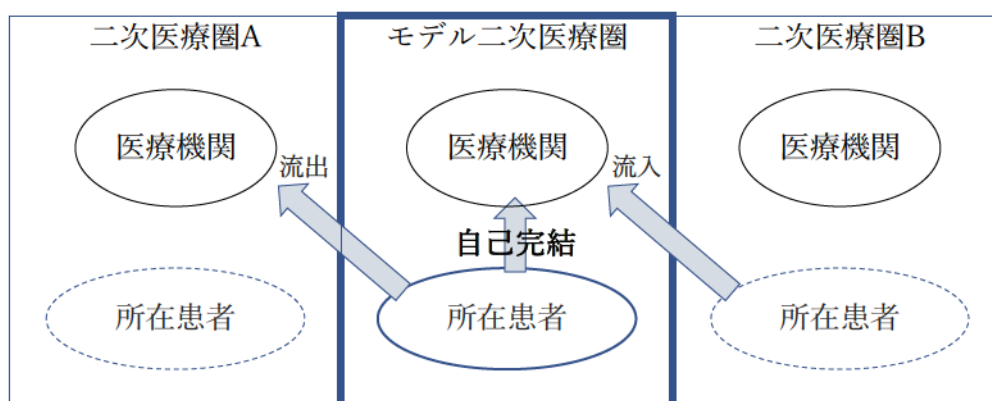 二次医療圏A
モデル二次医療圏
二次医療圏B
医療機関
医療機関
医療機関
流出
流入
自己完結
所在患者
所在患者
所在患者